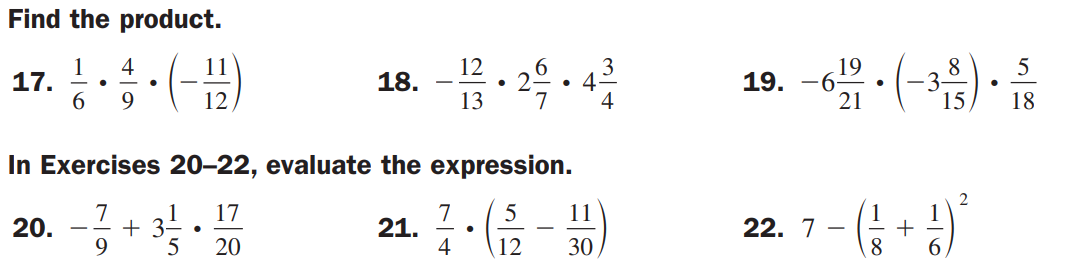 Find the product.
17. 1/6 · 4/9 · (−11/12) 18. −12/13 · 2 6/7 · 4 3/4 19. −6 19/21 · (−3 8/15) · 5/18
In Exercises 20–22, evaluate the expression.
20. −7/9 + 3 1/5 · 17/20 21. 7/4 · (5/12 − 11/30) 22. 7 − (1/8 + 1/6)²